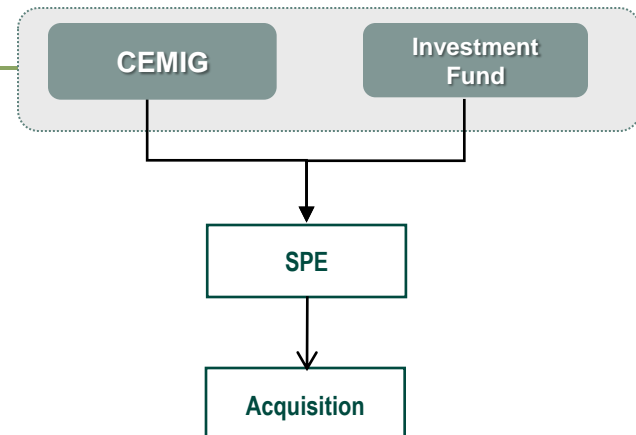 CEMIG
Investment
Fund
SPE
Acquisition